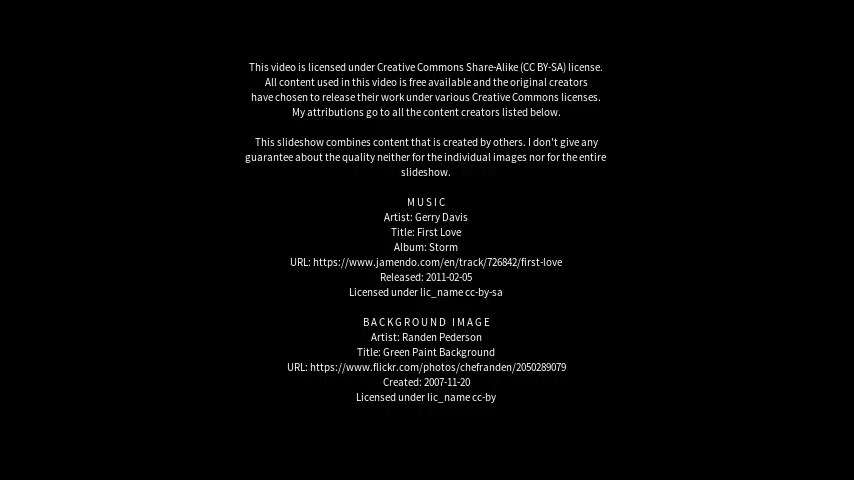 This video is licensed under Creative Commons Share-Alike (CC BY-SA) license.
All content used in this video is free available and the original creators
have chosen to release their work under various Creative Commons licenses.
My attributions go to all the content creators listed below.
This slideshow combines content that is created by others. I don't give any
guarantee about the quality neither for the individual images nor for the entire
slideshow.
M U S I C
Artist: Gerry Davis
Title: First Love
Album: Storm
URL: https://www.jamendo.com/en/track/726842/first-love
Released: 2011-02-05
Licensed under lic_name cc-by-sa
B A C K G R O U N D  I M A G E
Artist: Randen Pederson
Title: Green Paint Background
URL: https://www.flickr.com/photos/chefranden/2050289079
Created: 2007-11-20
Licensed under lic_name cc-by